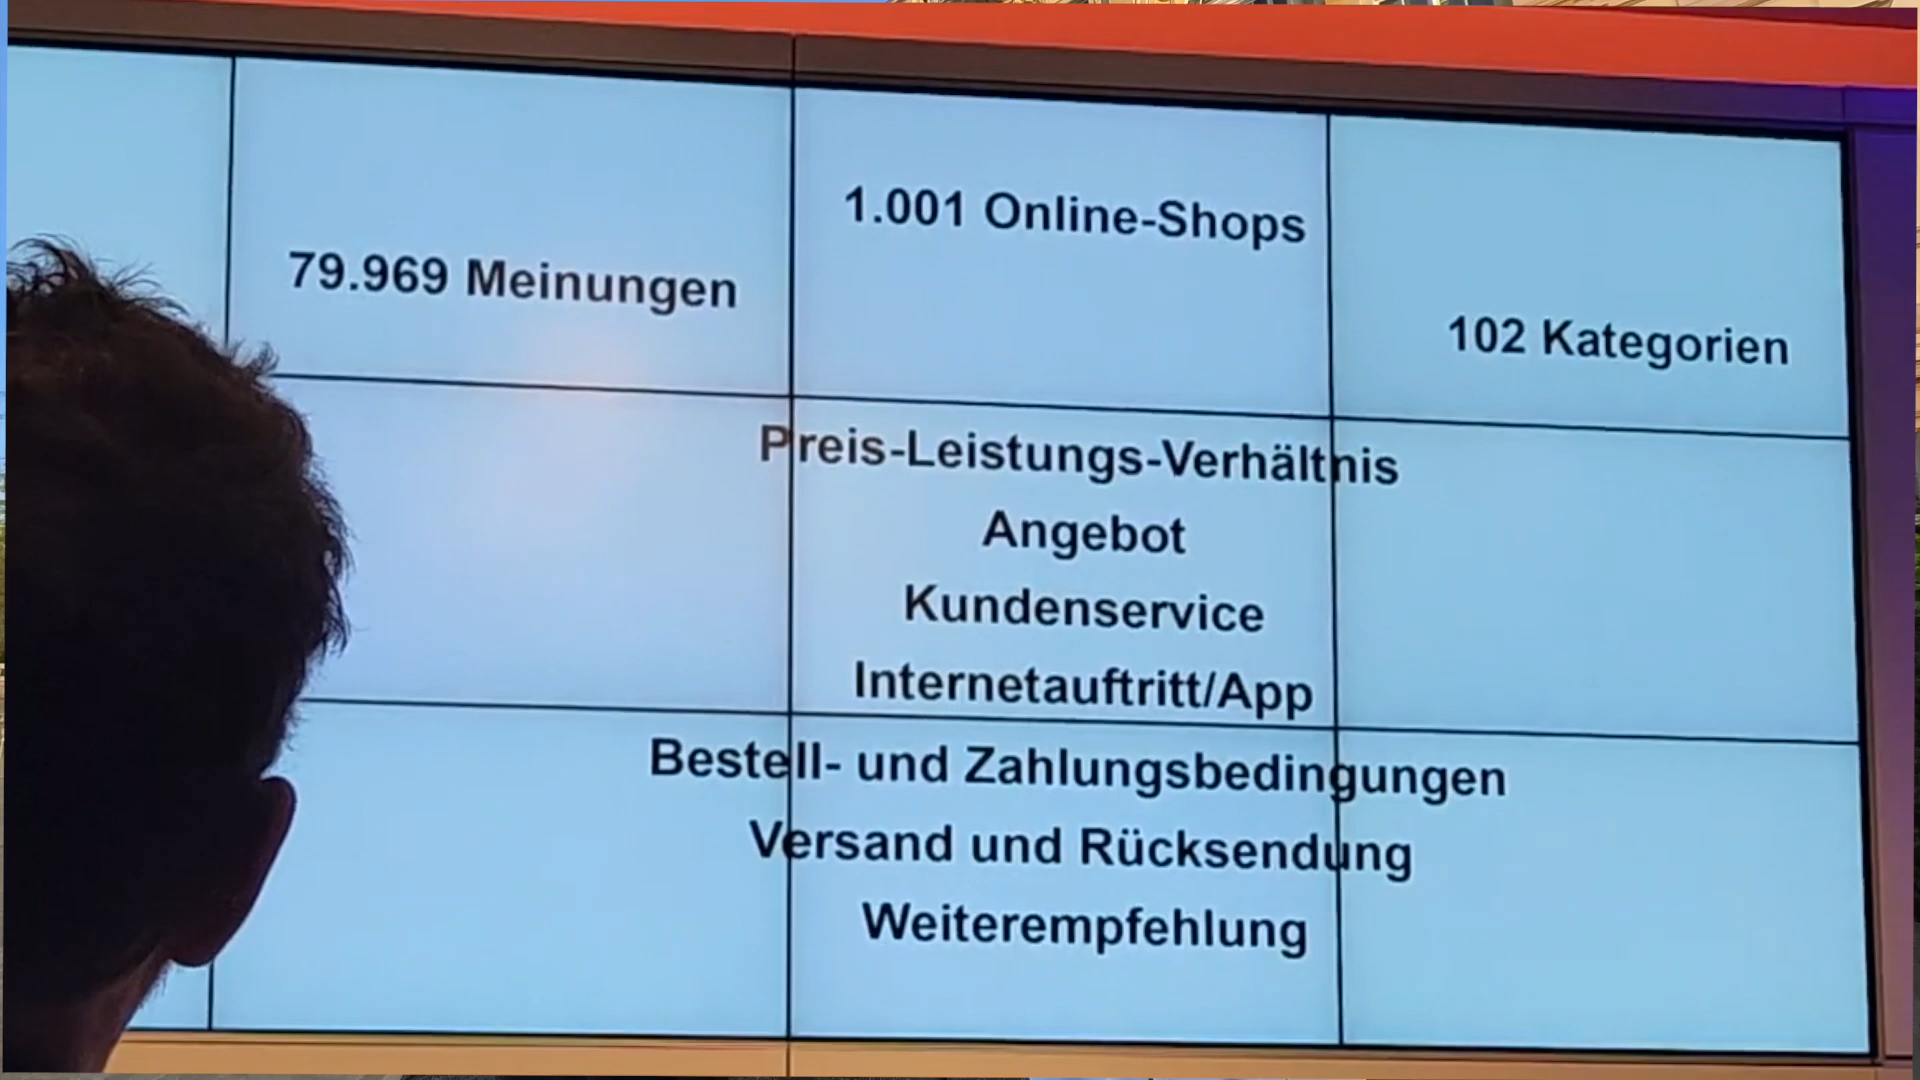 79.969 Meinungen
1.001 Online-Shops
102 Kategorien
Preis-Leistungs-Verhältnis
Angebot
Kundenservice
Internetauftritt/App
Bestell- und Zahlungsbedingungen
Versand und Rücksendung
Weiterempfehlung